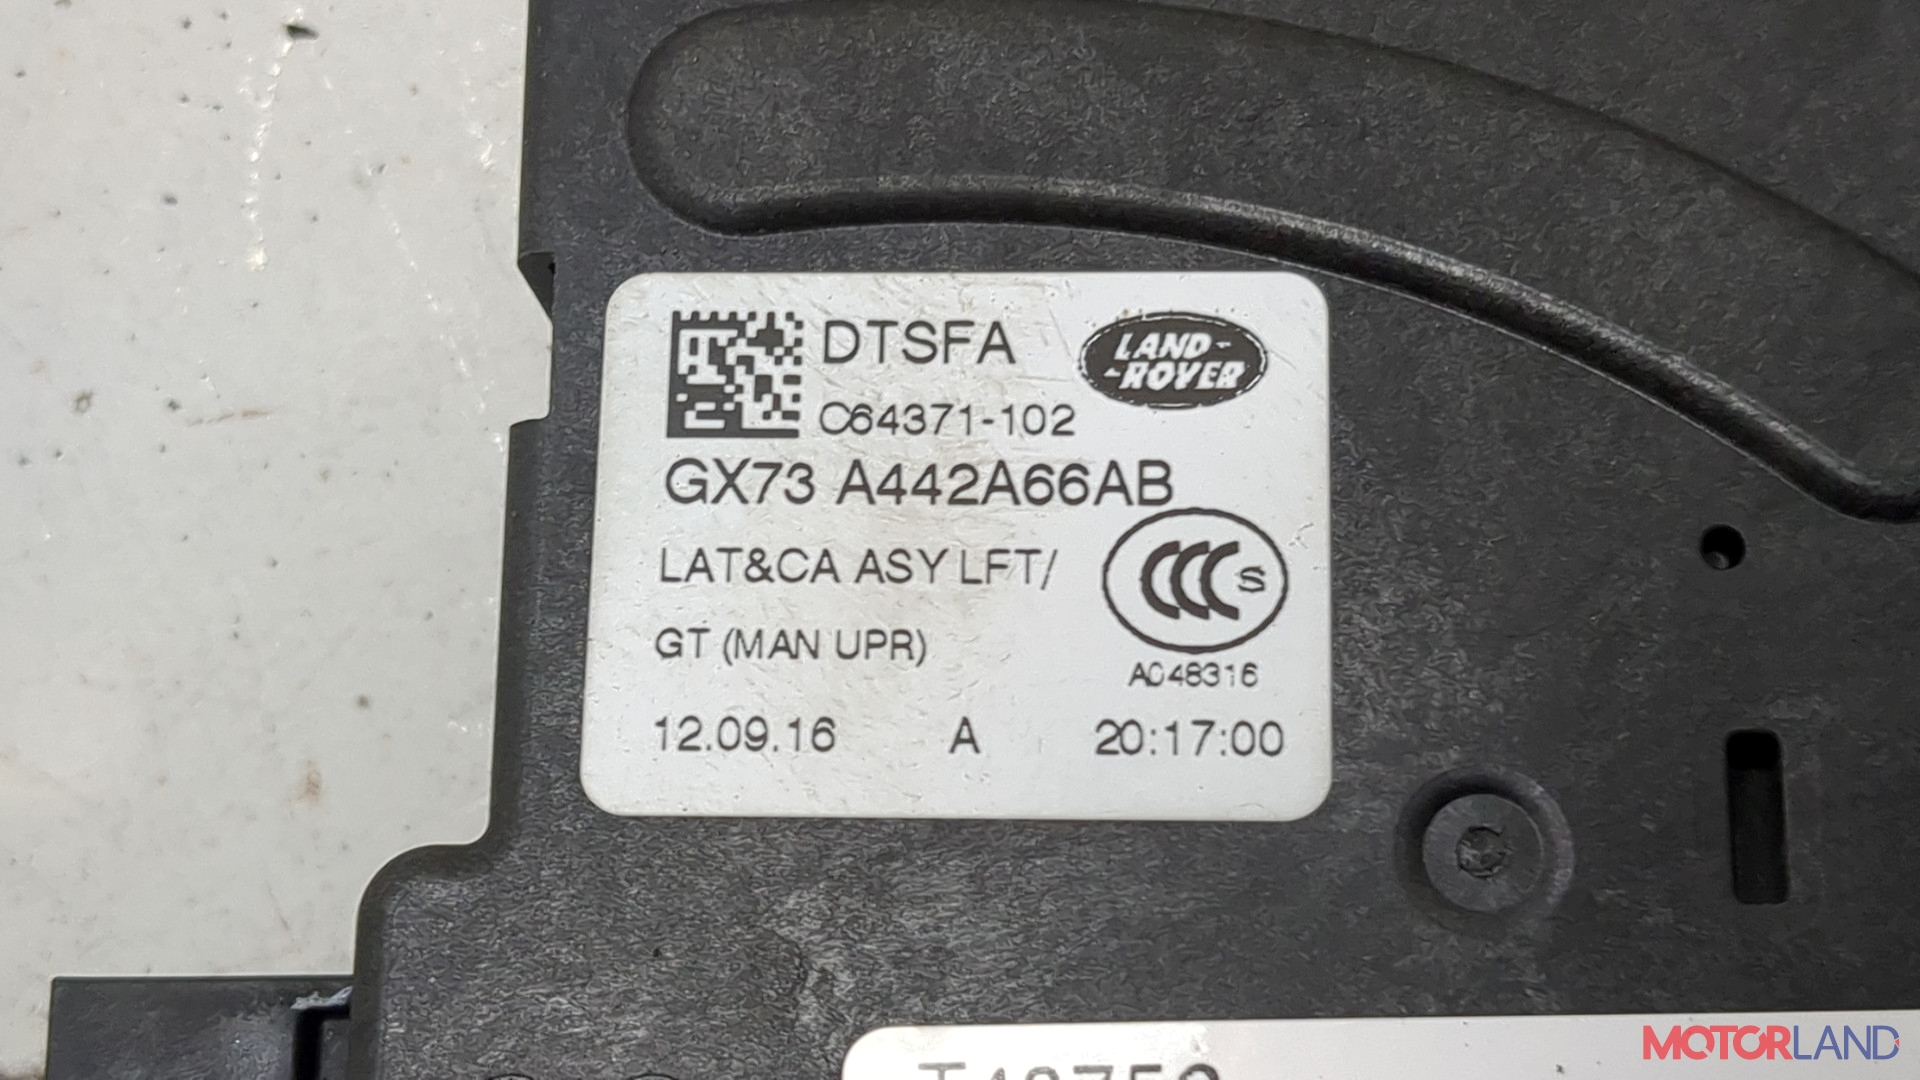 DTSFA
LAND-
-ROVER
C64371-102
GX73 A442A66AB
LAT&CA ASY LFT/
GT (MAN UPR)
CCC S
A048316
12.09.16 A 20:17:00
MOTORLAND